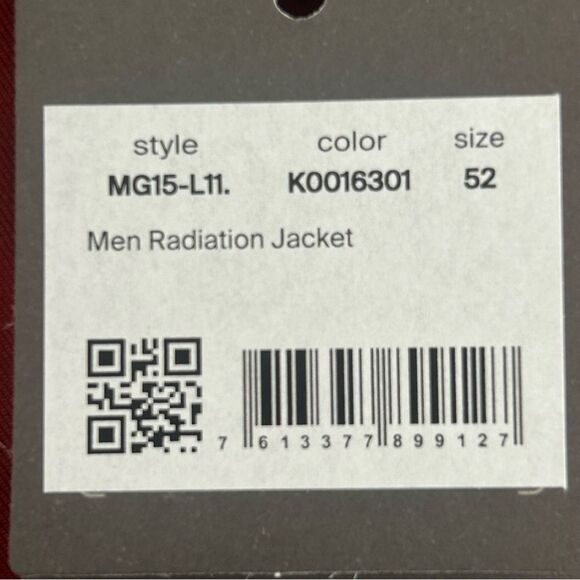 style color size
MG15-L11. K0016301 52
Men Radiation Jacket
7 613377 899127